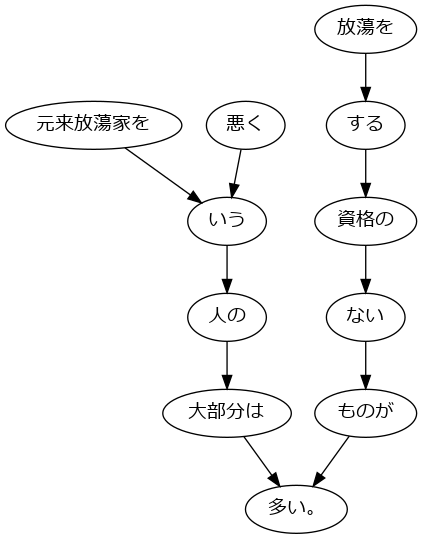 放蕩を
元来放蕩家を
悪く
する
いう
資格の
人の
ない
大部分は
ものが
多い。